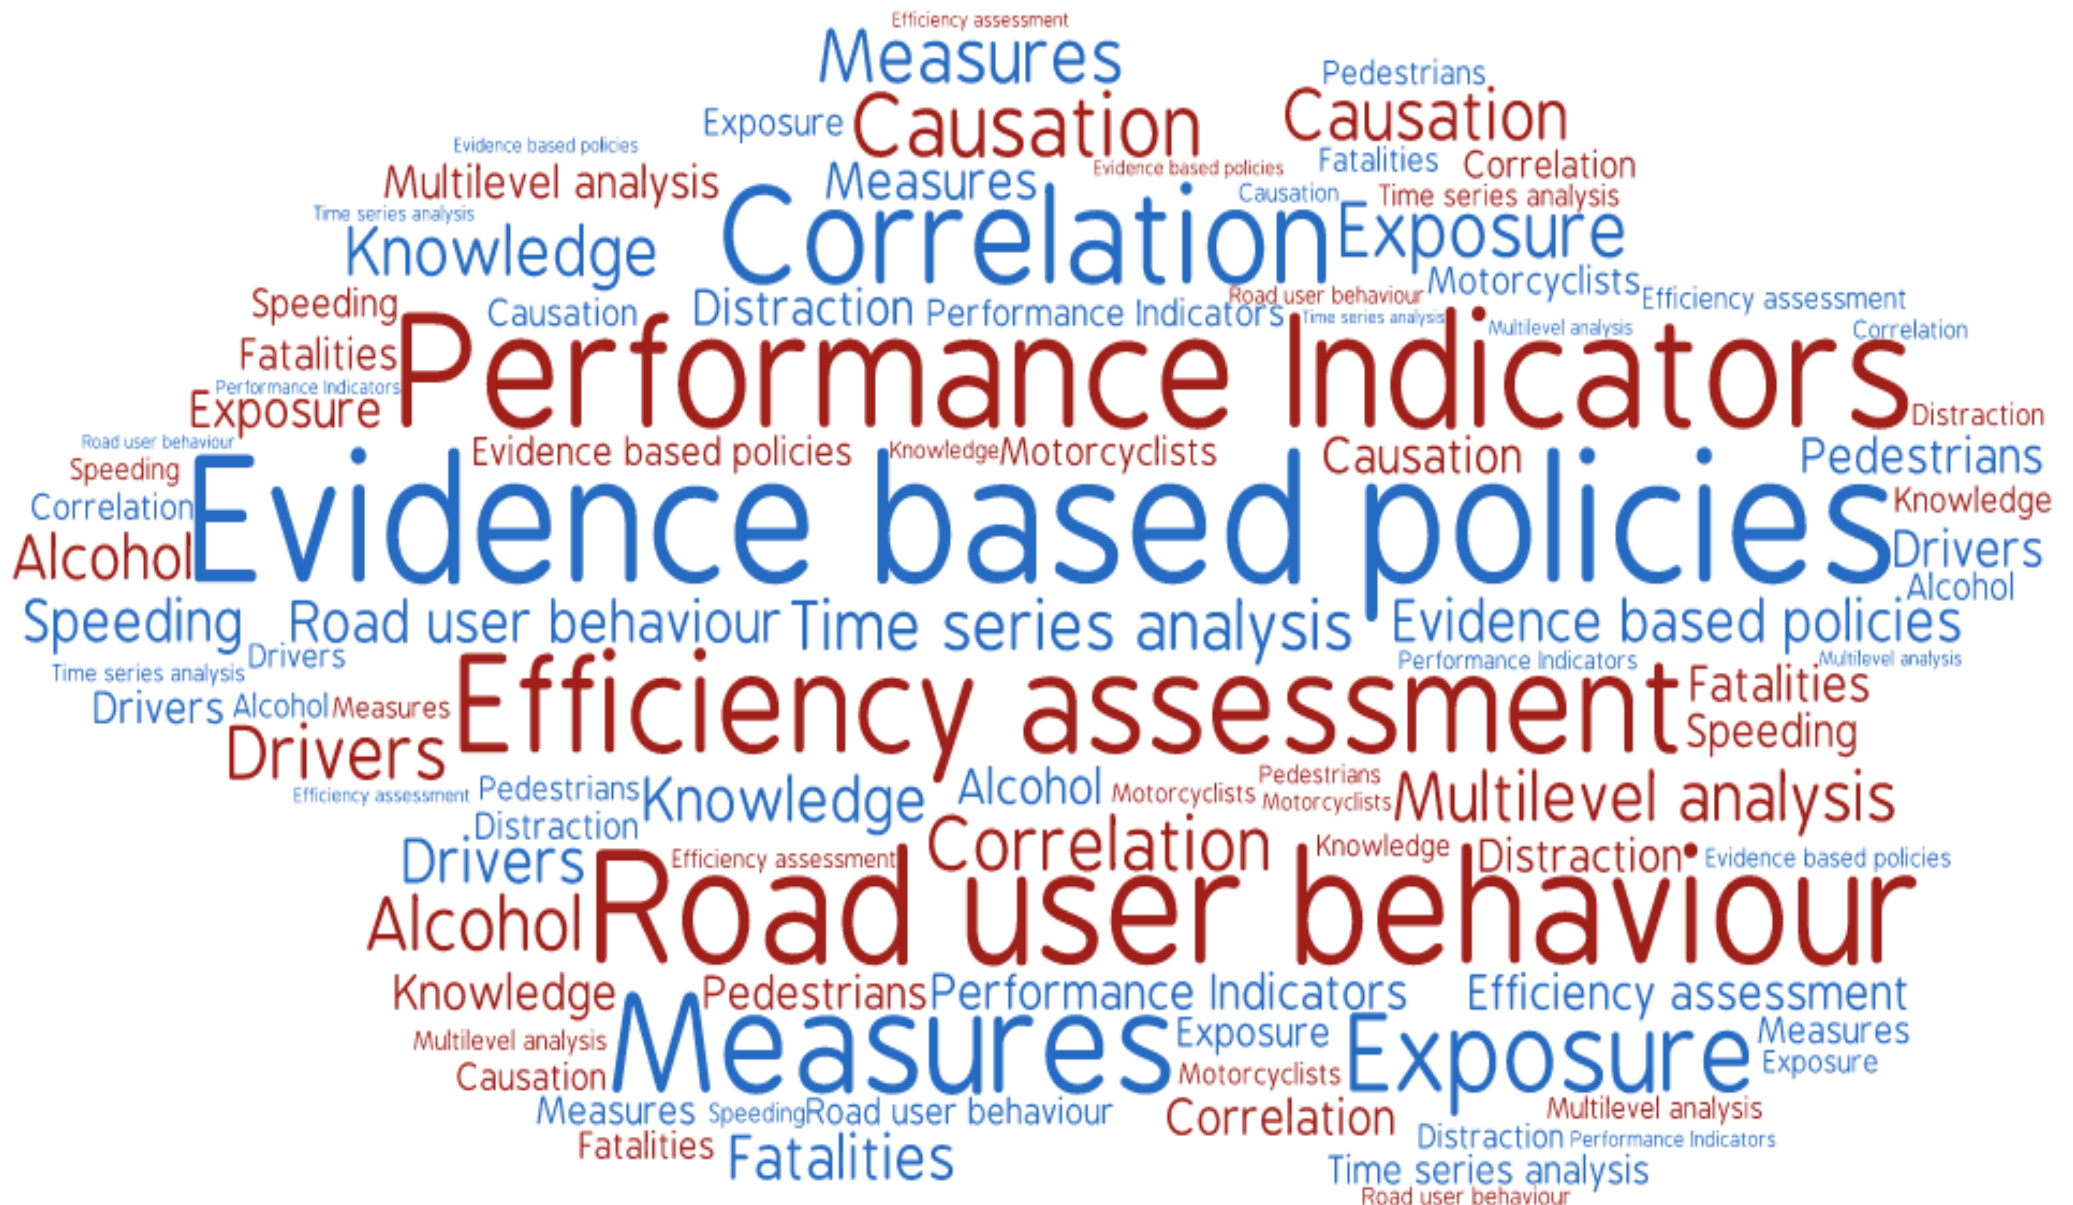 Efficiency assessment
Measures
Pedestrians
Causation
Exposure
Causation
Evidence based policies
Fatalities
Correlation
Multilevel analysis
Measures
Evidence based policies
Causation
Time series analysis
Time series analysis
Knowledge
Correlation
Exposure
Motorcyclists
Speeding
Causation
Distraction
Performance Indicators
Road user behaviour
Efficiency assessment
Time series analysis
Multilevel analysis
Correlation
Fatalities
Performance Indicators
Performance Indicators
Exposure
Distraction
Road user behaviour
Evidence based policies
Knowledge
Motorcyclists
Causation
Pedestrians
Speeding
Correlation
Evidence based policies
Knowledge
Alcohol
Drivers
Alcohol
Speeding
Road user behaviour
Time series analysis
Evidence based policies
Drivers
Performance Indicators
Multilevel analysis
Time series analysis
Drivers
Alcohol
Measures
Efficiency assessment
Fatalities
Speeding
Drivers
Efficiency assessment
Pedestrians
Knowledge
Alcohol
Motorcyclists
Pedestrians
Motorcyclists
Multilevel analysis
Distraction
Drivers
Efficiency assessment
Correlation
Knowledge
Distraction
Evidence based policies
Alcohol
Road user behaviour
Knowledge
Pedestrians
Performance Indicators
Efficiency assessment
Multilevel analysis
Measures
Exposure
Exposure
Measures
Causation
Motorcyclists
Exposure
Measures
Speeding
Road user behaviour
Correlation
Multilevel analysis
Fatalities
Fatalities
Distraction
Performance Indicators
Time series analysis
Road user behaviour